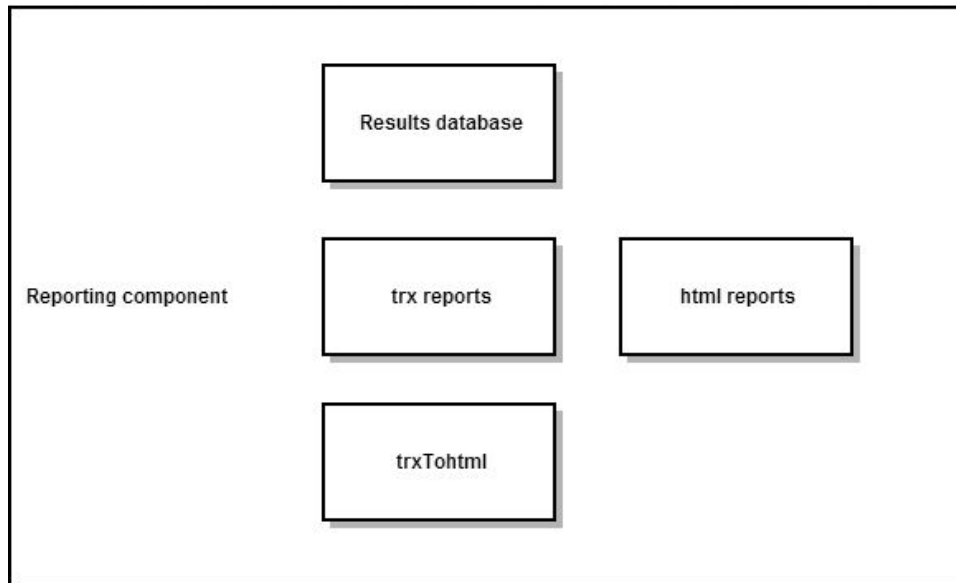 Results database
Reporting component
trx reports
html reports
trxTohtml